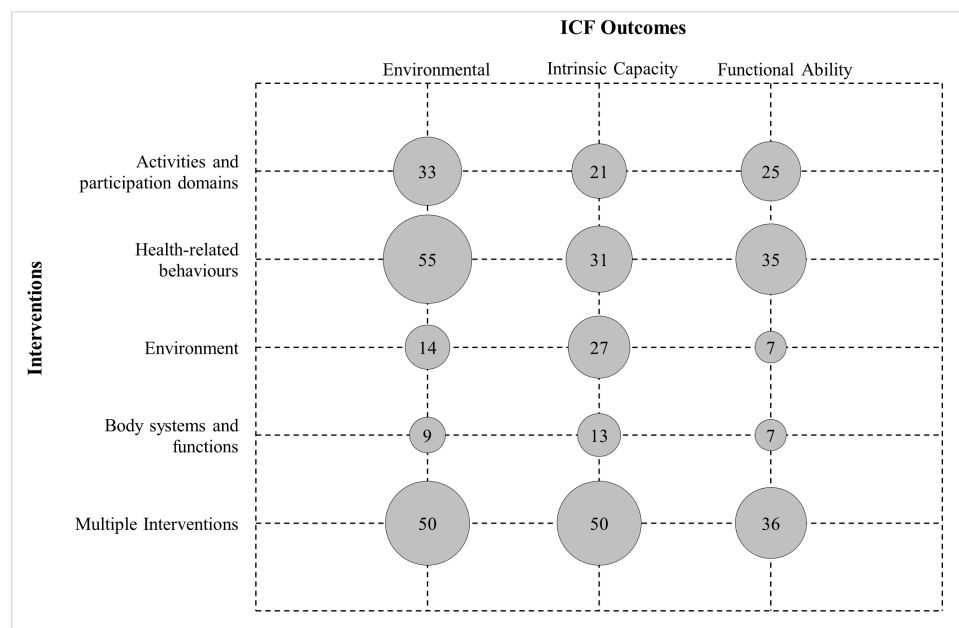 ICF Outcomes
Environmental
Intrinsic Capacity
Functional Ability
Interventions
Activities and
participation domains
33
21
25
Health-related
behaviours
55
31
35
Environment
14
27
7
Body systems and
functions
9
13
7
Multiple Interventions
50
50
36